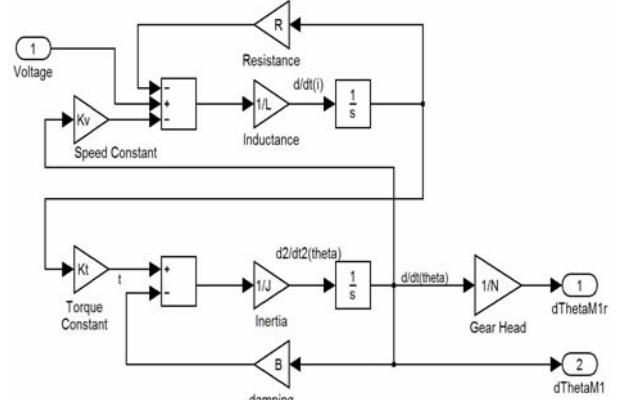 R
Resistance
1
Voltage
−
+
−
d/dt(i)
1/L
1
s
Kv
Speed Constant
Inductance
d2/dt2(theta)
Kt
t
+
−
1/J
1
s
d/dt(theta)
1/N
1
dThetaM1r
Torque
Constant
Inertia
Gear Head
B
damping
2
dThetaM1